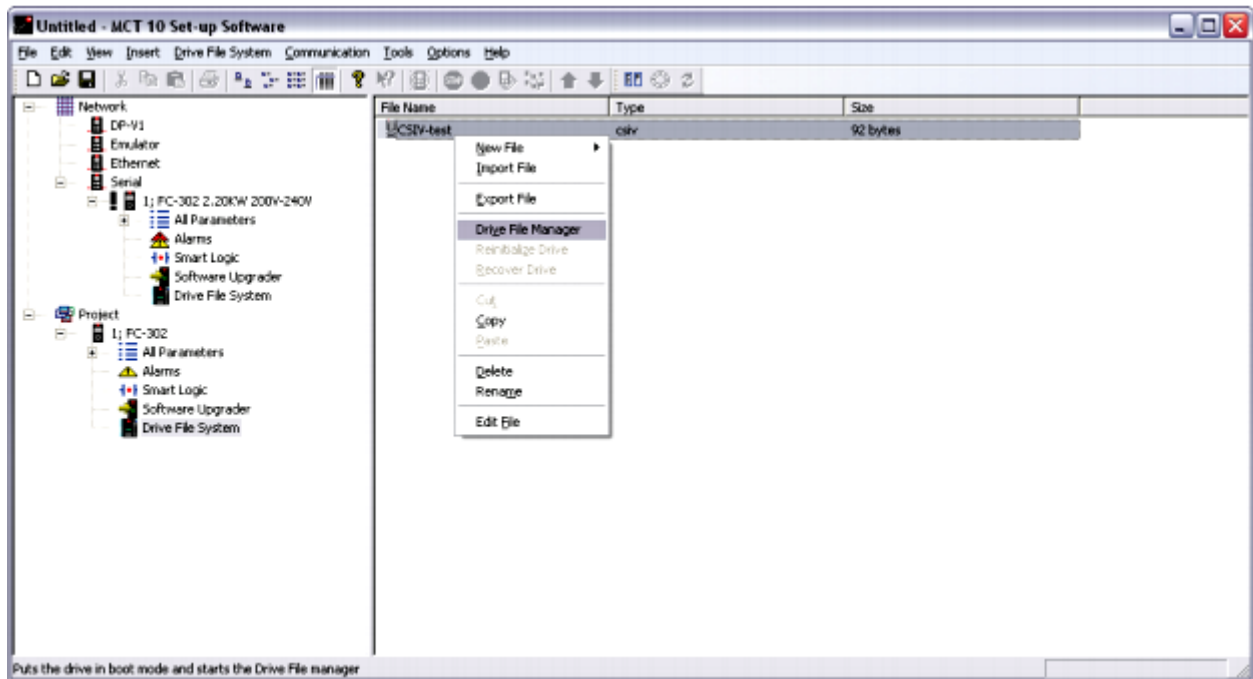 Untitled - MCT 10 Set-up Software
File Edit View Insert Drive File System Communication Tools Options Help
Network
DP-V1
Emulator
Ethernet
Serial
1; FC-302 2.20KW 200V-240V
All Parameters
Alarms
Smart Logic
Software Upgrader
Drive File System
Project
1; FC-302
All Parameters
Alarms
Smart Logic
Software Upgrader
Drive File System
File Name Type Size
CSIV-test csiv 92 bytes
New File
Import File
Export File
Drive File Manager
Reinitialize Drive
Recover Drive
Cut
Copy
Paste
Delete
Rename
Edit File
Puts the drive in boot mode and starts the Drive File manager